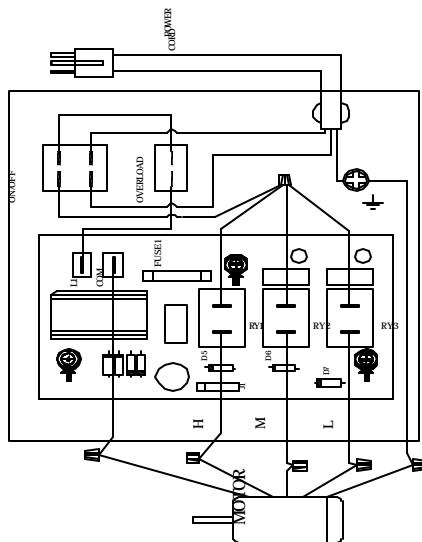 POWER
CORD
ON/OFF
OVERLOAD
L1
COM
FUSE1
RY1
RY2
RY3
D5
D6
D7
J1
H
M
L
MOTOR